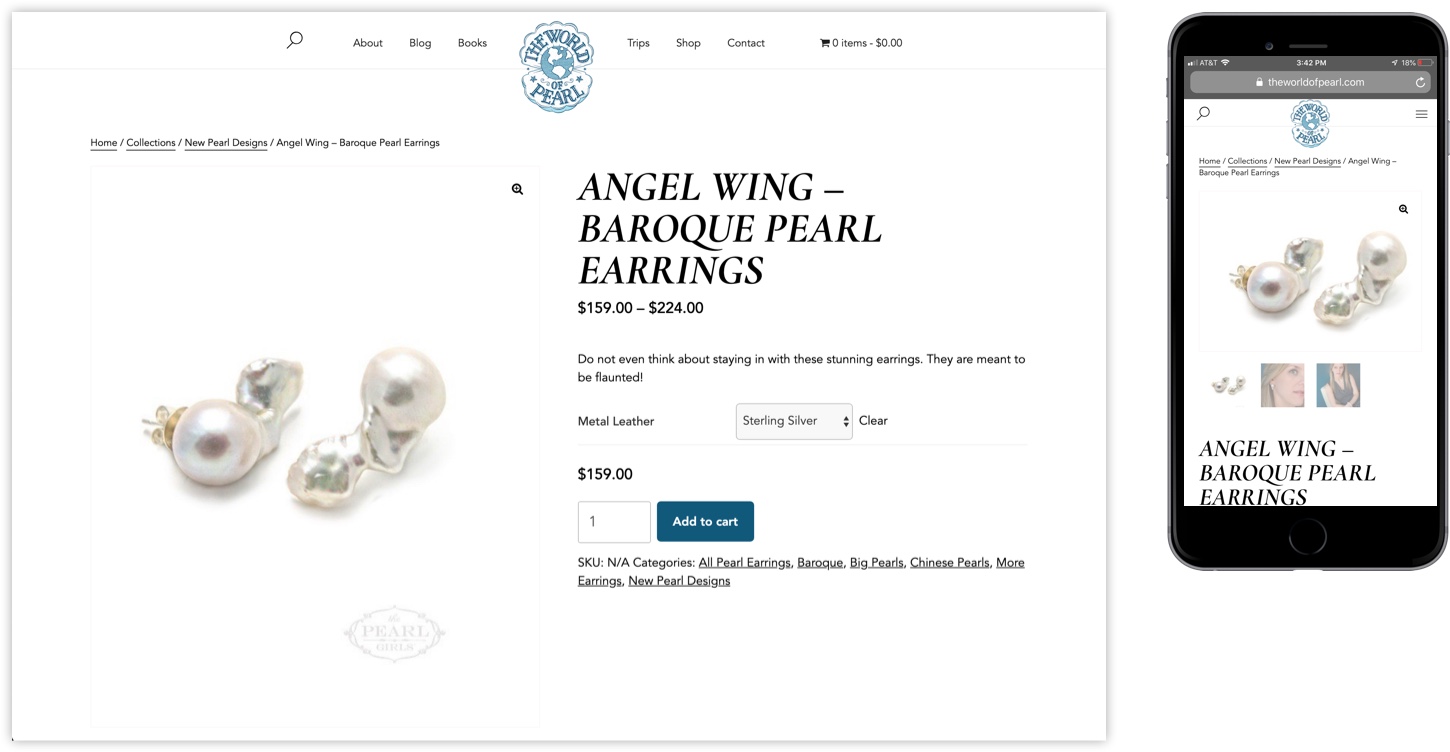 About Blog Books
THE WORLD
OF
PEARL
Trips Shop Contact
0 items - $0.00
Home / Collections / New Pearl Designs / Angel Wing – Baroque Pearl Earrings
ANGEL WING –
BAROQUE PEARL
EARRINGS
$159.00 – $224.00
Do not even think about staying in with these stunning earrings. They are meant to
be flaunted!
Metal Leather Sterling Silver Clear
$159.00
1 Add to cart
SKU: N/A Categories: All Pearl Earrings, Baroque, Big Pearls, Chinese Pearls, More
Earrings, New Pearl Designs
The
PEARL
GIRLS
AT&T 3:42 PM 18%
theworldofpearl.com
THE WORLD
OF
PEARL
Home / Collections / New Pearl Designs / Angel Wing –
Baroque Pearl Earrings
ANGEL WING –
BAROQUE PEARL
EARRINGS